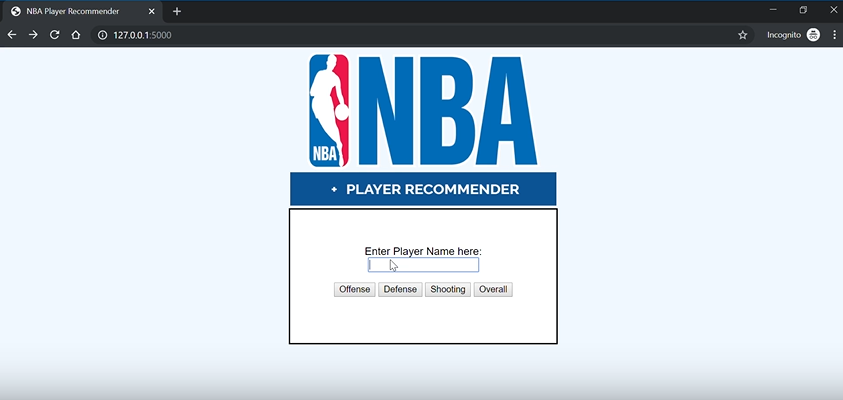 NBA Player Recommender
127.0.0.1:5000
Incognito
NBA
NBA
+ PLAYER RECOMMENDER
Enter Player Name here:
Offense Defense Shooting Overall